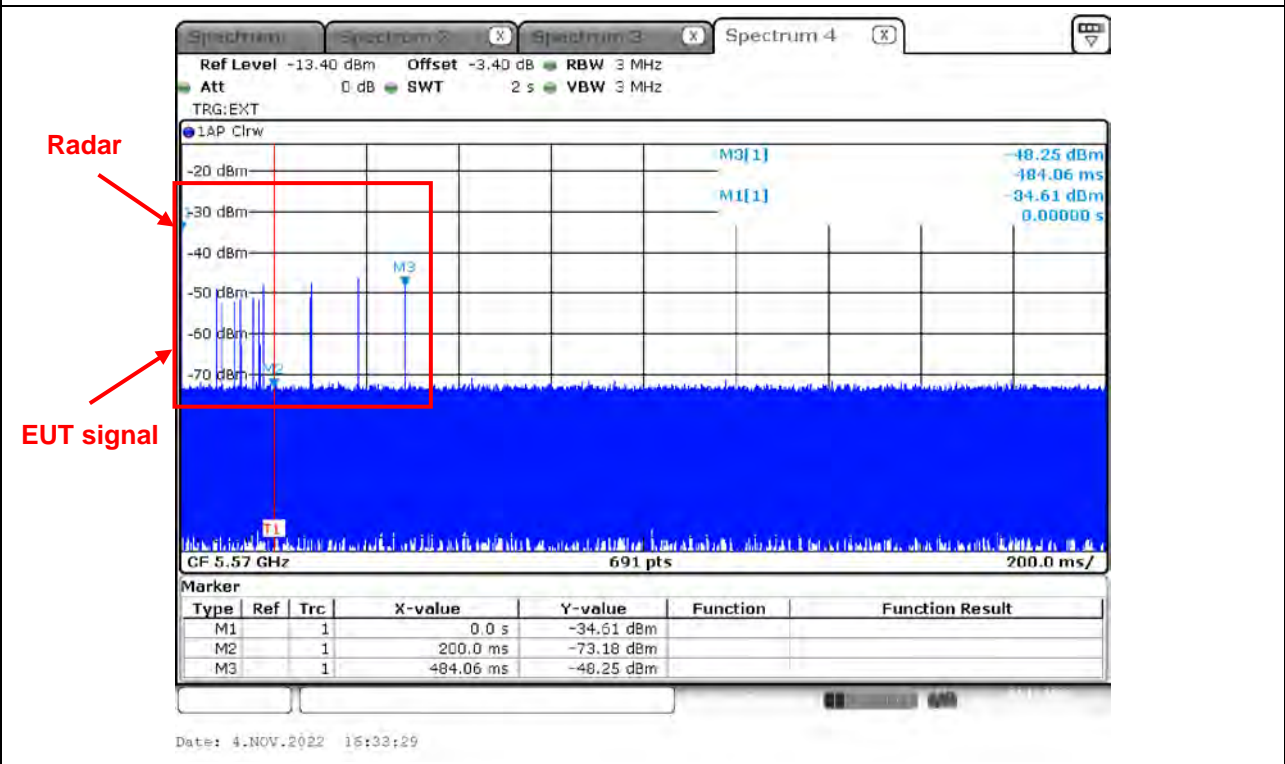 Spectrum Spectrum 2 X Spectrum 3 X Spectrum 4 X
Ref Level -13.40 dBm Offset -3.40 dB RBW 3 MHz
Att 0 dB SWT 2 s VBW 3 MHz
TRG:EXT
1AP Clrw
Radar
M3[1] -48.25 dBm
484.06 ms
M1[1] -34.61 dBm
0.00000 s
-20 dBm
-30 dBm
-40 dBm
M3
-50 dBm
-60 dBm
-70 dBm
M2
EUT signal
T1
CF 5.57 GHz 691 pts 200.0 ms/
Marker
Type Ref Trc X-value Y-value Function Function Result
M1 1 0.0 s -34.61 dBm
M2 1 200.0 ms -73.18 dBm
M3 1 484.06 ms -48.25 dBm
Date: 4.NOV.2022 16:33:29